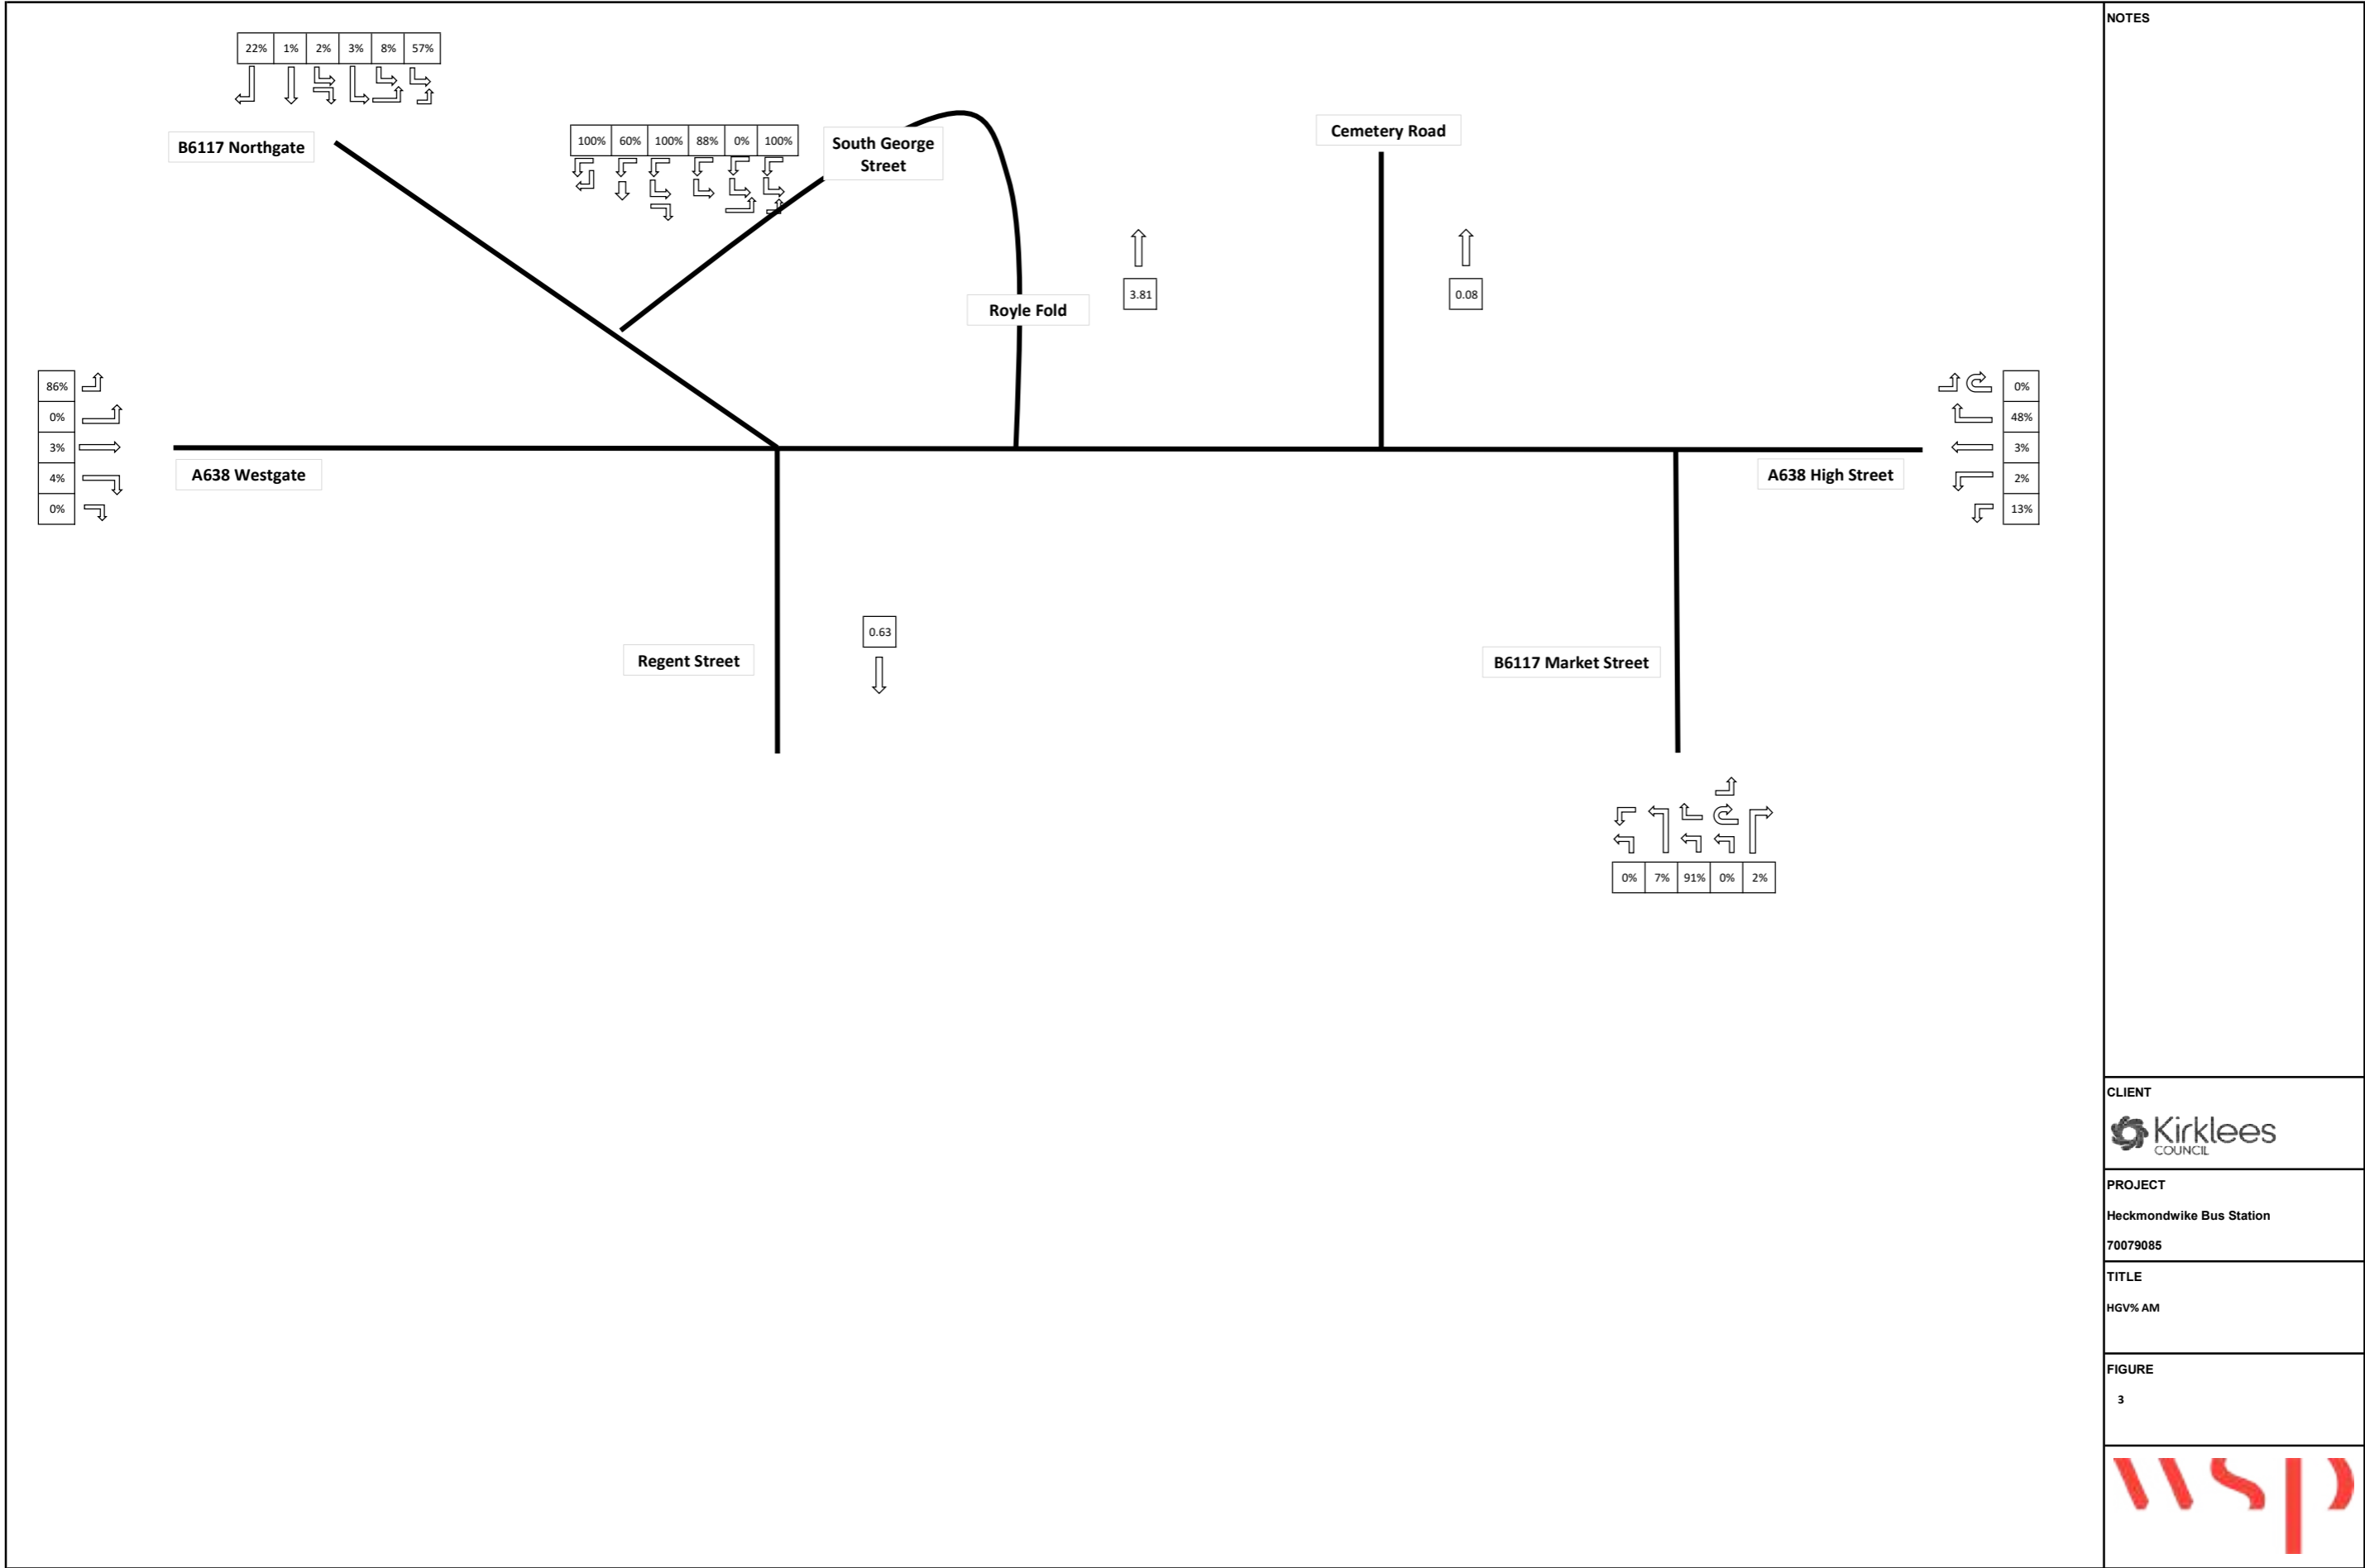 NOTES
22% 1% 2% 3% 8% 57%
B6117 Northgate
100% 60% 100% 88% 0% 100%
South George
Street
Cemetery Road
Royle Fold
3.81
0.08
86%
0%
3%
4%
0%
A638 Westgate
A638 High Street
0%
48%
3%
2%
13%
Regent Street
0.63
B6117 Market Street
0% 7% 91% 0% 2%
CLIENT
Kirklees
COUNCIL
PROJECT
Heckmondwike Bus Station
70079085
TITLE
HGV% AM
FIGURE
3
wsp